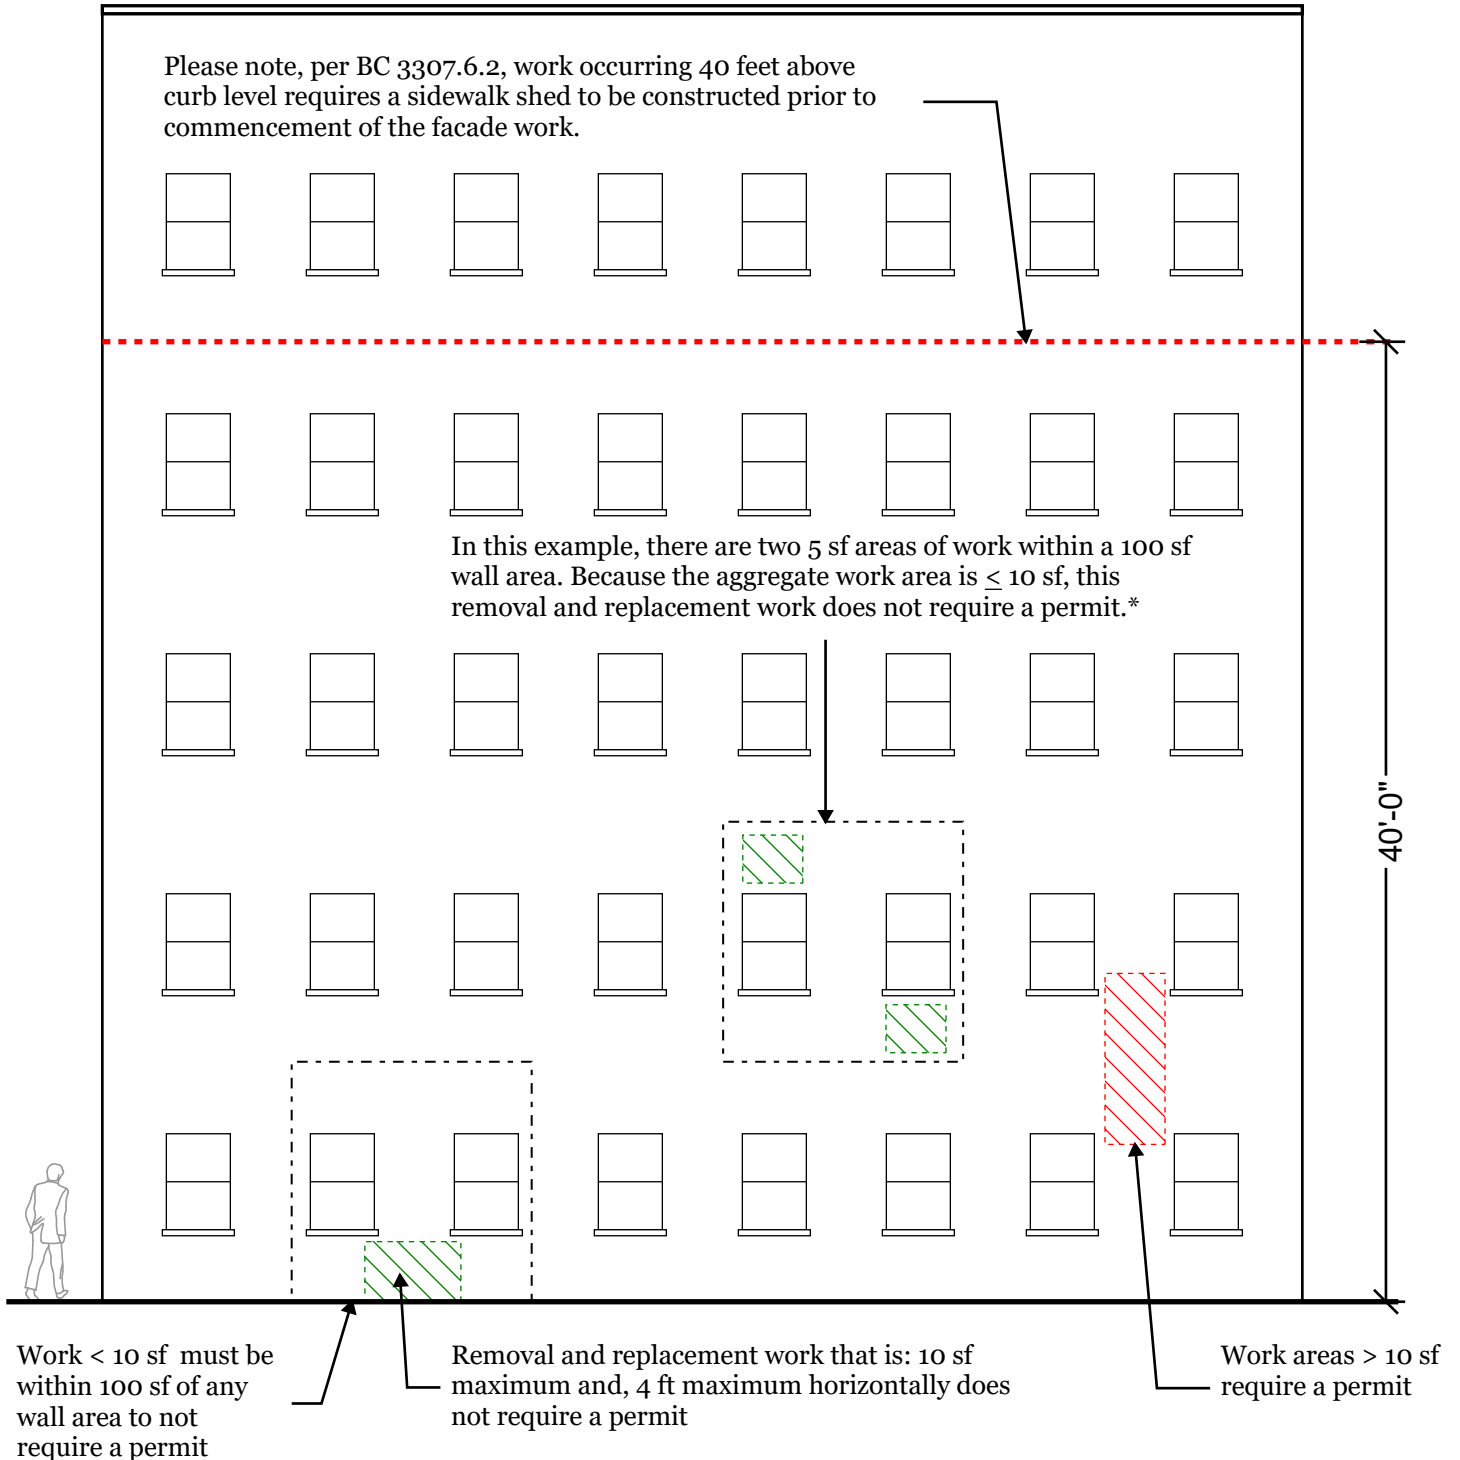 Please note, per BC 3307.6.2, work occurring 40 feet above
curb level requires a sidewalk shed to be constructed prior to
commencement of the facade work.
In this example, there are two 5 sf areas of work within a 100 sf
wall area. Because the aggregate work area is ≤ 10 sf, this
removal and replacement work does not require a permit.*
40'-0"
Work < 10 sf must be
within 100 sf of any
wall area to not
require a permit
Removal and replacement work that is: 10 sf
maximum and, 4 ft maximum horizontally does
not require a permit
Work areas > 10 sf
require a permit